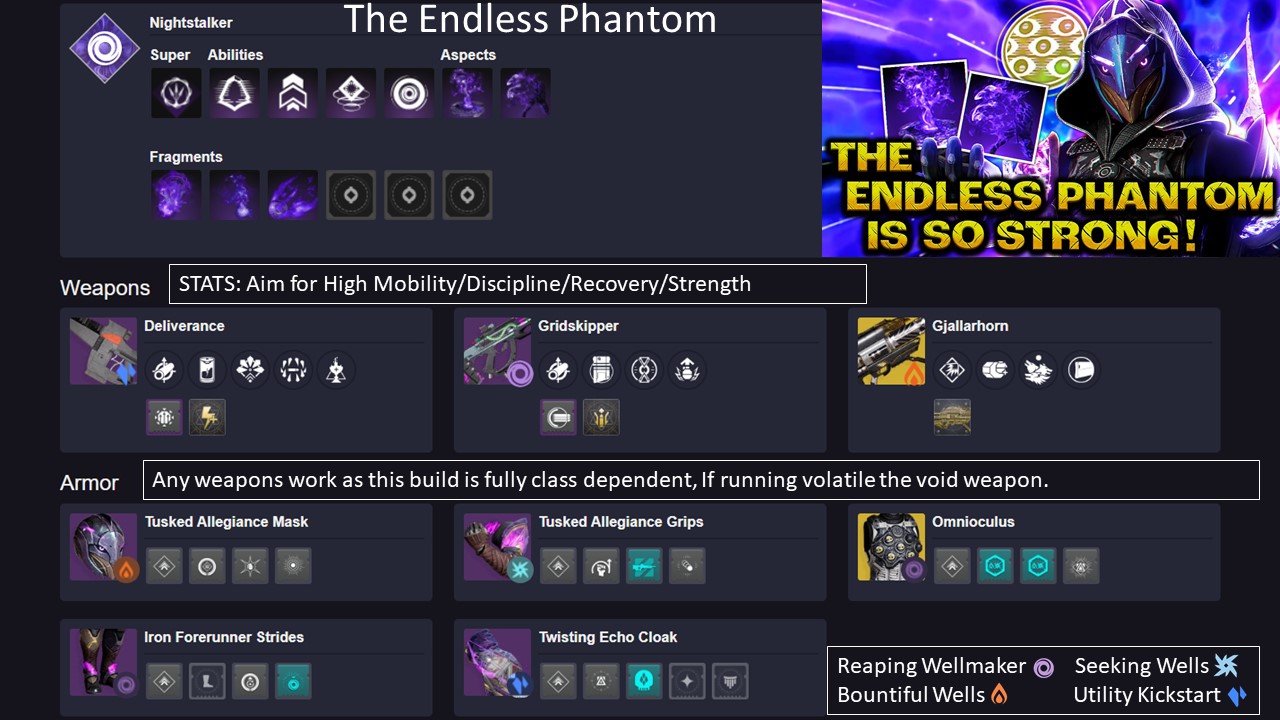 The Endless Phantom
Nightstalker
Super Abilities Aspects
Fragments
THE
ENDLESS PHANTOM
IS SO STRONG!
Weapons
STATS: Aim for High Mobility/Discipline/Recovery/Strength
Deliverance
Gridskipper
Gjallarhorn
Armor
Any weapons work as this build is fully class dependent, If running volatile the void weapon.
Tusked Allegiance Mask
Tusked Allegiance Grips
Omnioculus
Iron Forerunner Strides
Twisting Echo Cloak
Reaping Wellmaker Seeking Wells
Bountiful Wells Utility Kickstart